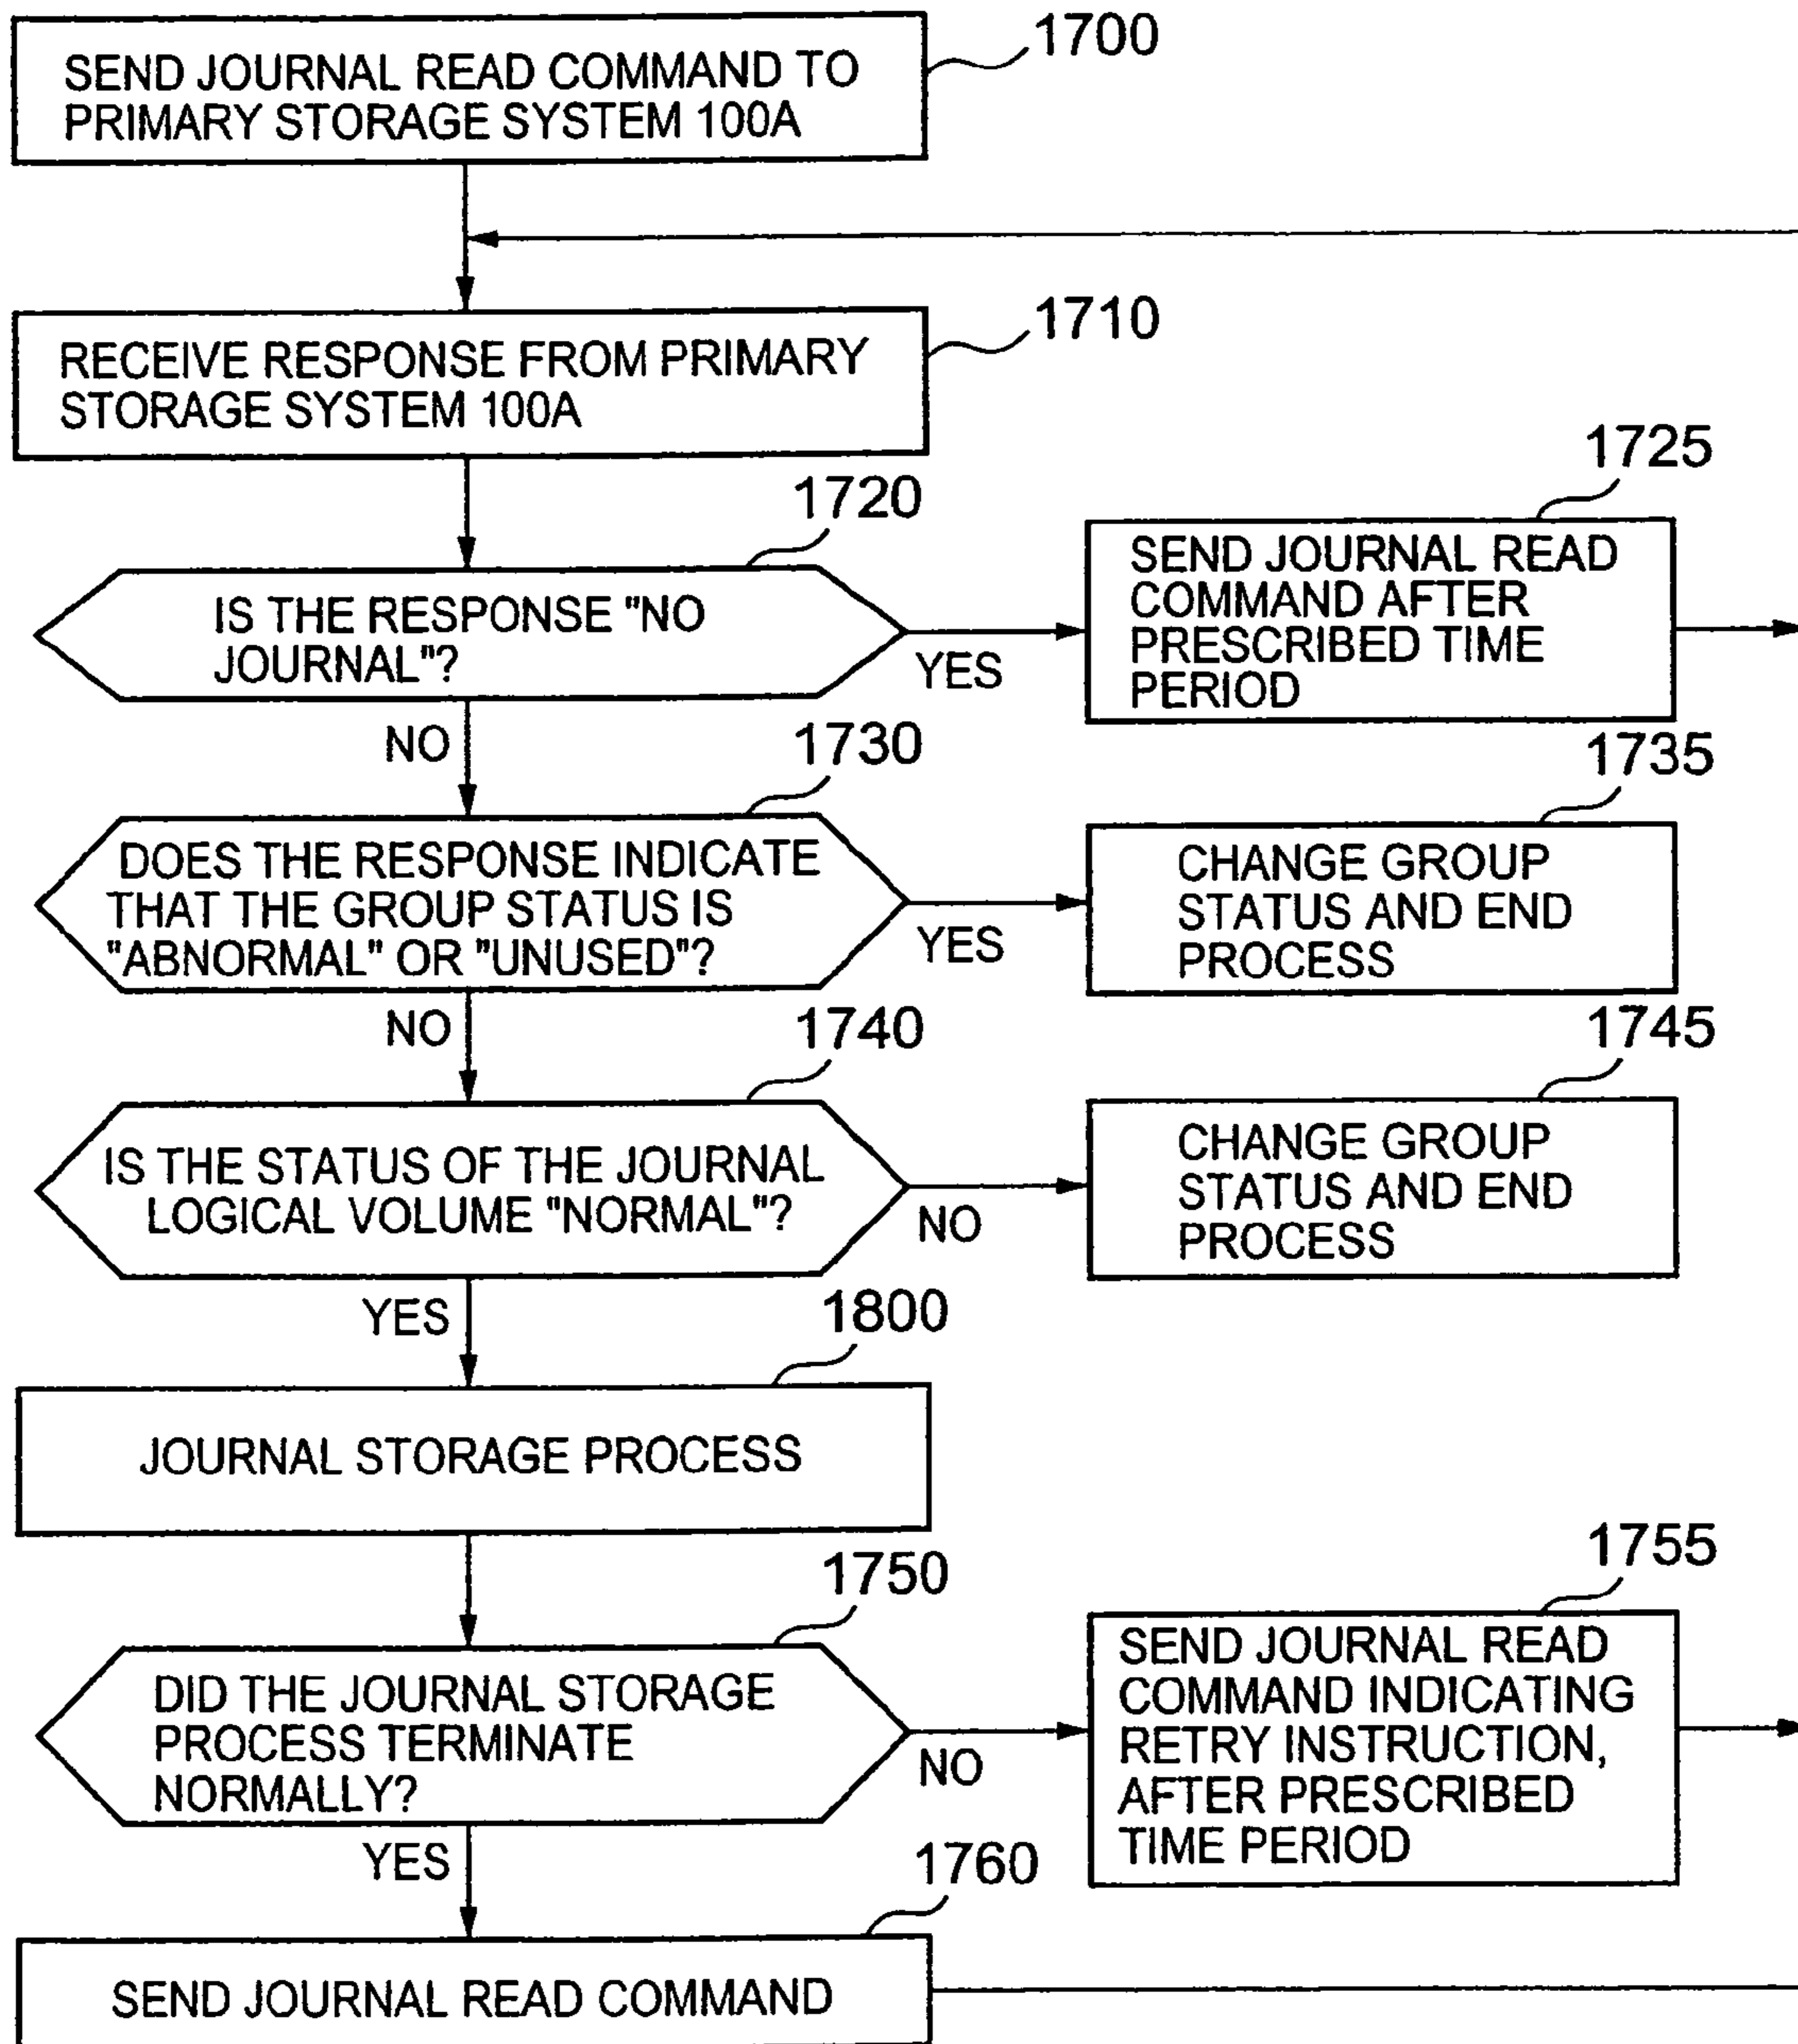 1700
SEND JOURNAL READ COMMAND TO
PRIMARY STORAGE SYSTEM 100A
1710
RECEIVE RESPONSE FROM PRIMARY
STORAGE SYSTEM 100A
1720
IS THE RESPONSE "NO
JOURNAL"?
YES
NO
1725
SEND JOURNAL READ
COMMAND AFTER
PRESCRIBED TIME
PERIOD
1730
DOES THE RESPONSE INDICATE
THAT THE GROUP STATUS IS
"ABNORMAL" OR "UNUSED"?
YES
NO
1735
CHANGE GROUP
STATUS AND END
PROCESS
1740
IS THE STATUS OF THE JOURNAL
LOGICAL VOLUME "NORMAL"?
NO
YES
1745
CHANGE GROUP
STATUS AND END
PROCESS
1800
JOURNAL STORAGE PROCESS
1750
DID THE JOURNAL STORAGE
PROCESS TERMINATE
NORMALLY?
NO
YES
1755
SEND JOURNAL READ
COMMAND INDICATING
RETRY INSTRUCTION,
AFTER PRESCRIBED
TIME PERIOD
1760
SEND JOURNAL READ COMMAND